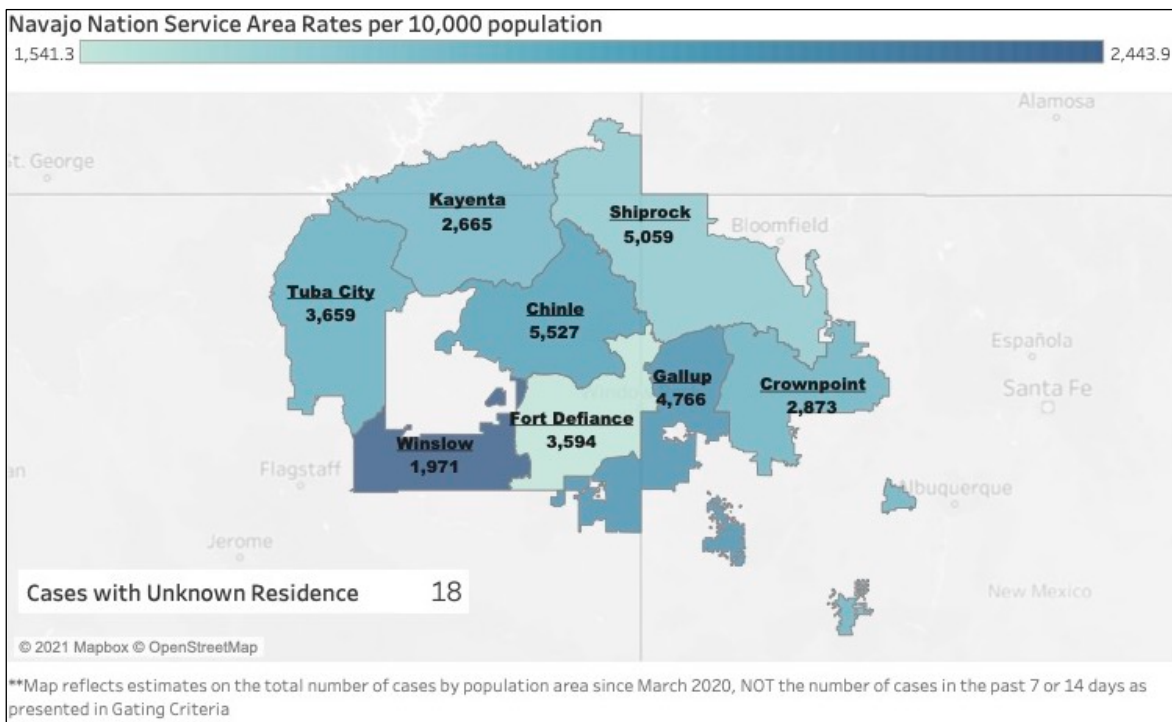 Navajo Nation Service Area Rates per 10,000 population
1,541.3
2,443.9
Alamosa
St. George
Kayenta
2,665
Shiprock
5,059
Bloomfield
Tuba City
3,659
Chinle
5,527
Española
Gallup
4,766
Crownpoint
2,873
Santa Fe
Fort Defiance
3,594
Winslow
1,971
Flagstaff
Albuquerque
Jerome
Cases with Unknown Residence 18
New Mexico
© 2021 Mapbox © OpenStreetMap
**Map reflects estimates on the total number of cases by population area since March 2020, NOT the number of cases in the past 7 or 14 days as
presented in Gating Criteria